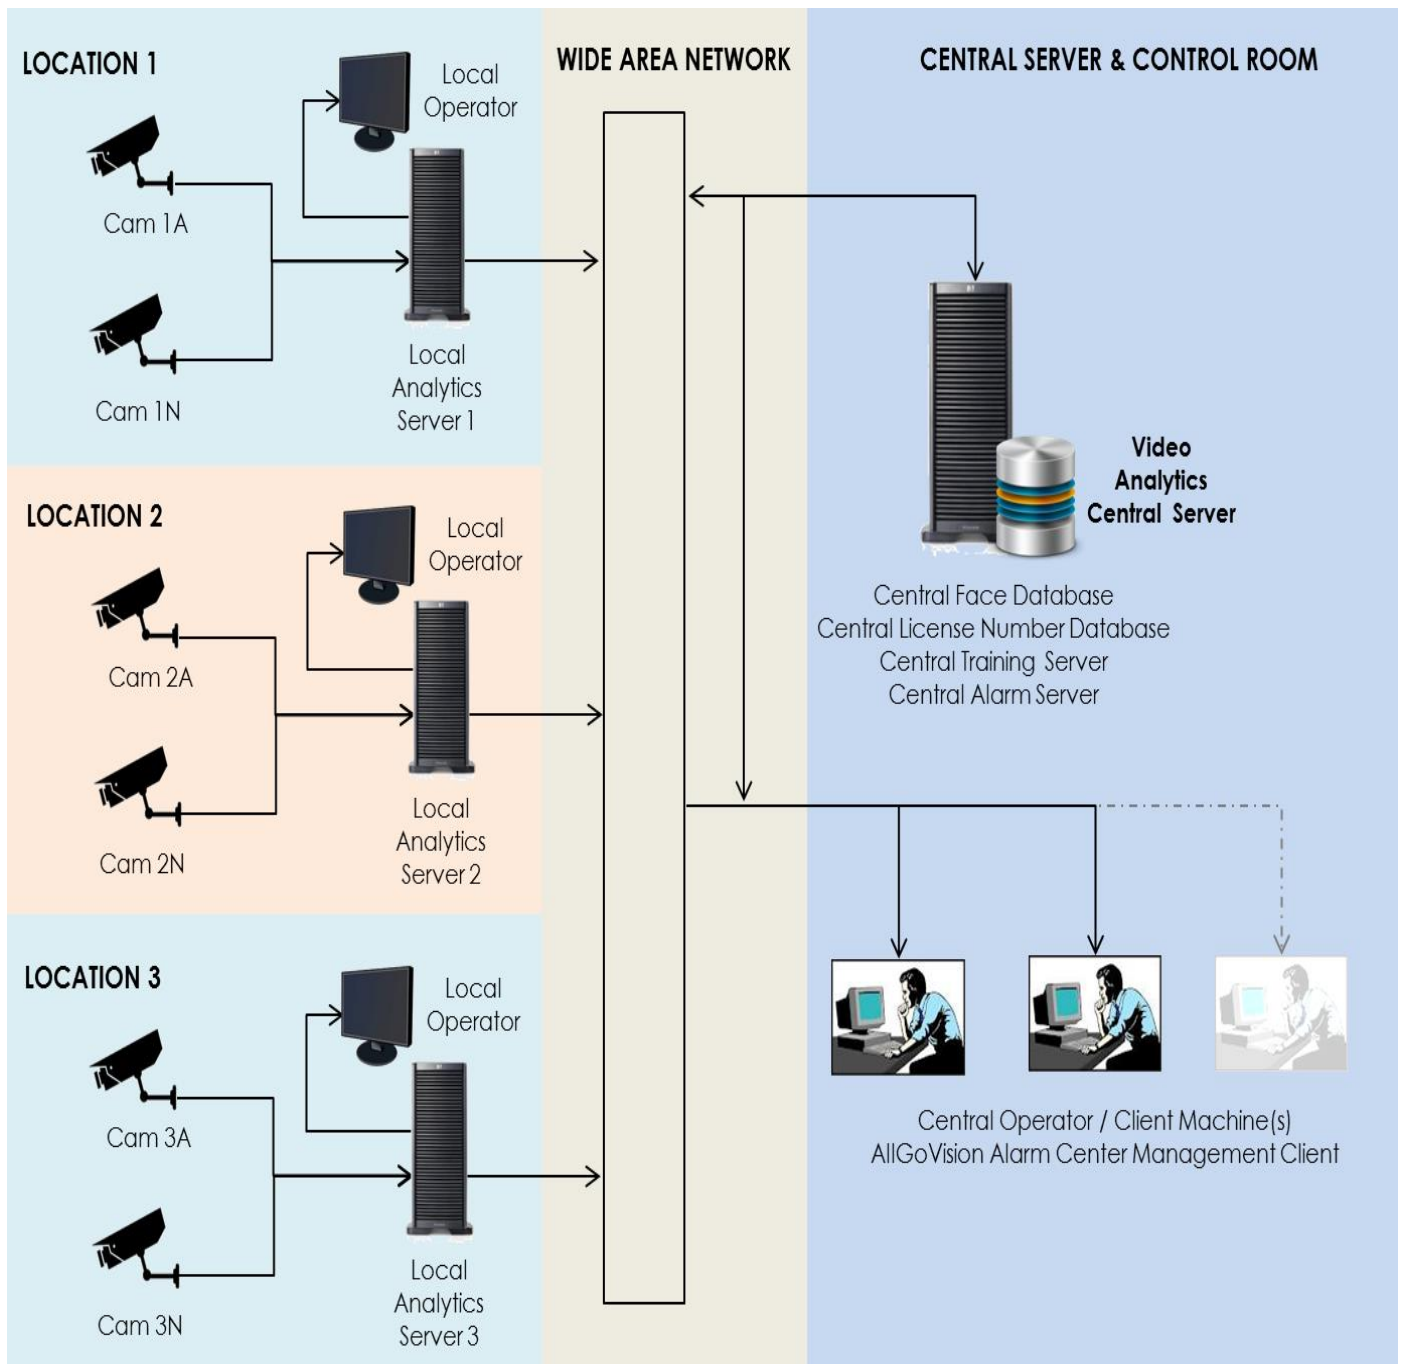 LOCATION 1
Local
Operator
Cam 1A
Cam 1N
Local
Analytics
Server 1
LOCATION 2
Local
Operator
Cam 2A
Cam 2N
Local
Analytics
Server 2
LOCATION 3
Local
Operator
Cam 3A
Cam 3N
Local
Analytics
Server 3
WIDE AREA NETWORK
CENTRAL SERVER & CONTROL ROOM
Video
Analytics
Central Server
Central Face Database
Central License Number Database
Central Training Server
Central Alarm Server
Central Operator / Client Machine(s)
AllGoVision Alarm Center Management Client